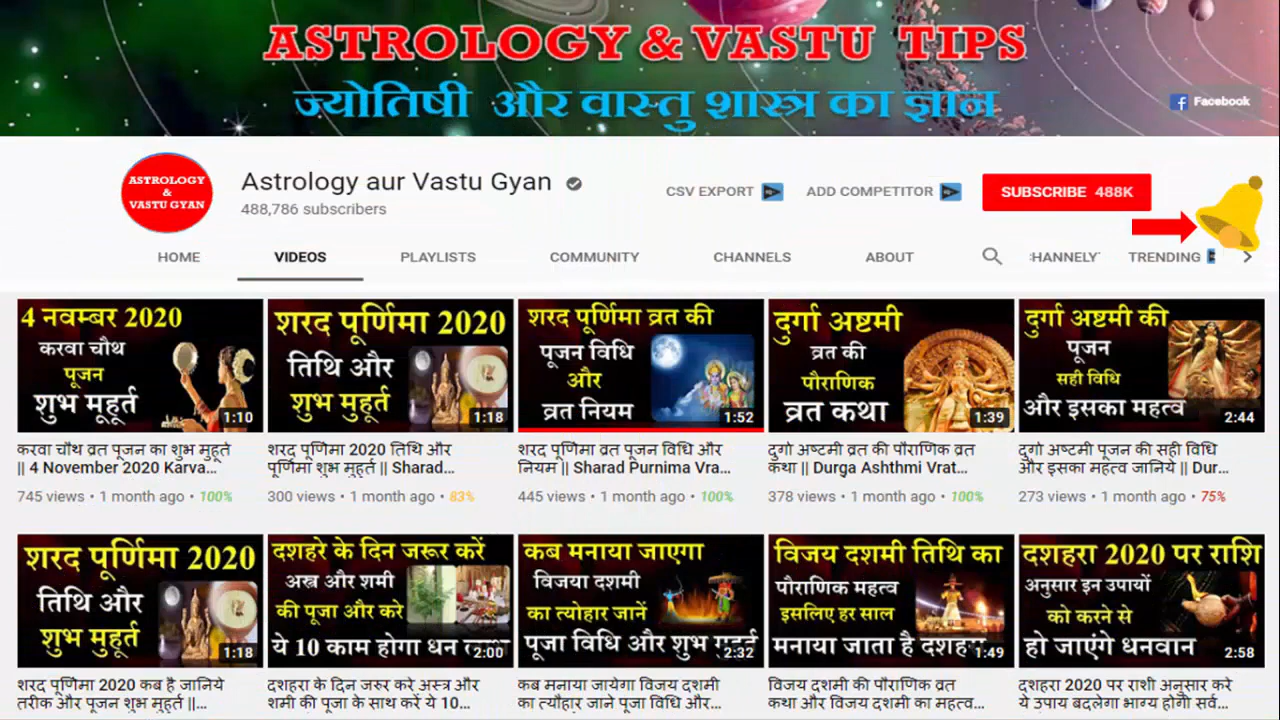 ASTROLOGY & VASTU TIPS
ज्योतिषी और वास्तु शास्त्र का ज्ञान
Facebook
ASTROLOGY
&
VASTU GYAN
Astrology aur Vastu Gyan
488,786 subscribers
CSV EXPORT
ADD COMPETITOR
SUBSCRIBE 488K
HOME
VIDEOS
PLAYLISTS
COMMUNITY
CHANNELS
ABOUT
HANNELY
TRENDING
4 नवम्बर 2020
करवा चौथ
पूजन
शुभ मुहूर्त
1:10
शरद पूर्णिमा 2020
तिथि और
शुभ मुहूर्त
1:18
शरद पूर्णिमा व्रत की
पूजन विधि
और
व्रत नियम
1:52
दुर्गा अष्टमी
व्रत की
पौराणिक
व्रत कथा
1:39
दुर्गा अष्टमी की
पूजन
सही विधि
और इसका महत्व
2:44
करवा चौथ व्रत पूजन का शुभ मुहूर्त
|| 4 November 2020 Karva...
745 views • 1 month ago • 100%
शरद पूर्णिमा 2020 तिथि और
पूर्णिमा शुभ मुहूर्त || Sharad...
300 views • 1 month ago • 83%
शरद पूर्णिमा व्रत पूजन विधि और
नियम || Sharad Purnima Vra...
445 views • 1 month ago • 100%
दुर्गा अष्टमी व्रत की पौराणिक व्रत
कथा || Durga Ashthmi Vrat...
378 views • 1 month ago • 100%
दुर्गा अष्टमी पूजन की सही विधि
और इसका महत्व जानिये || Dur...
273 views • 1 month ago • 75%
शरद पूर्णिमा 2020
तिथि और
शुभ मुहूर्त
1:18
दशहरे के दिन जरूर करें
अस्त्र और शमी
की पूजा और करे
ये 10 काम होगा धन
2:00
कब मनाया जाएगा
विजया दशमी
का त्योहार जानें
पूजा विधि और शुभ मुहूर्त
2:32
विजय दशमी तिथि का
पौराणिक महत्व
इसलिए हर साल
मनाया जाता है दशहरा
1:49
दशहरा 2020 पर राशि
अनुसार इन उपायों
को करने से
हो जाएंगे धनवान
2:58
शरद पूर्णिमा 2020 कब है जानिये
तरीक और पूजन शुभ मुहूर्त ||...
दशहरा के दिन जरुर करे अस्त्र और
शमी की पूजा के साथ करें ये 10...
कब मनाया जायेगा विजय दशमी
का त्यौहार जाने पूजा विधि और...
विजय दशमी की पौराणिक व्रत
कथा और विजय दशमी का महत्व...
दशहरा 2020 पर राशी अनुसार करे
ये उपाय बदलेगा भाग्य होगी सर्व...